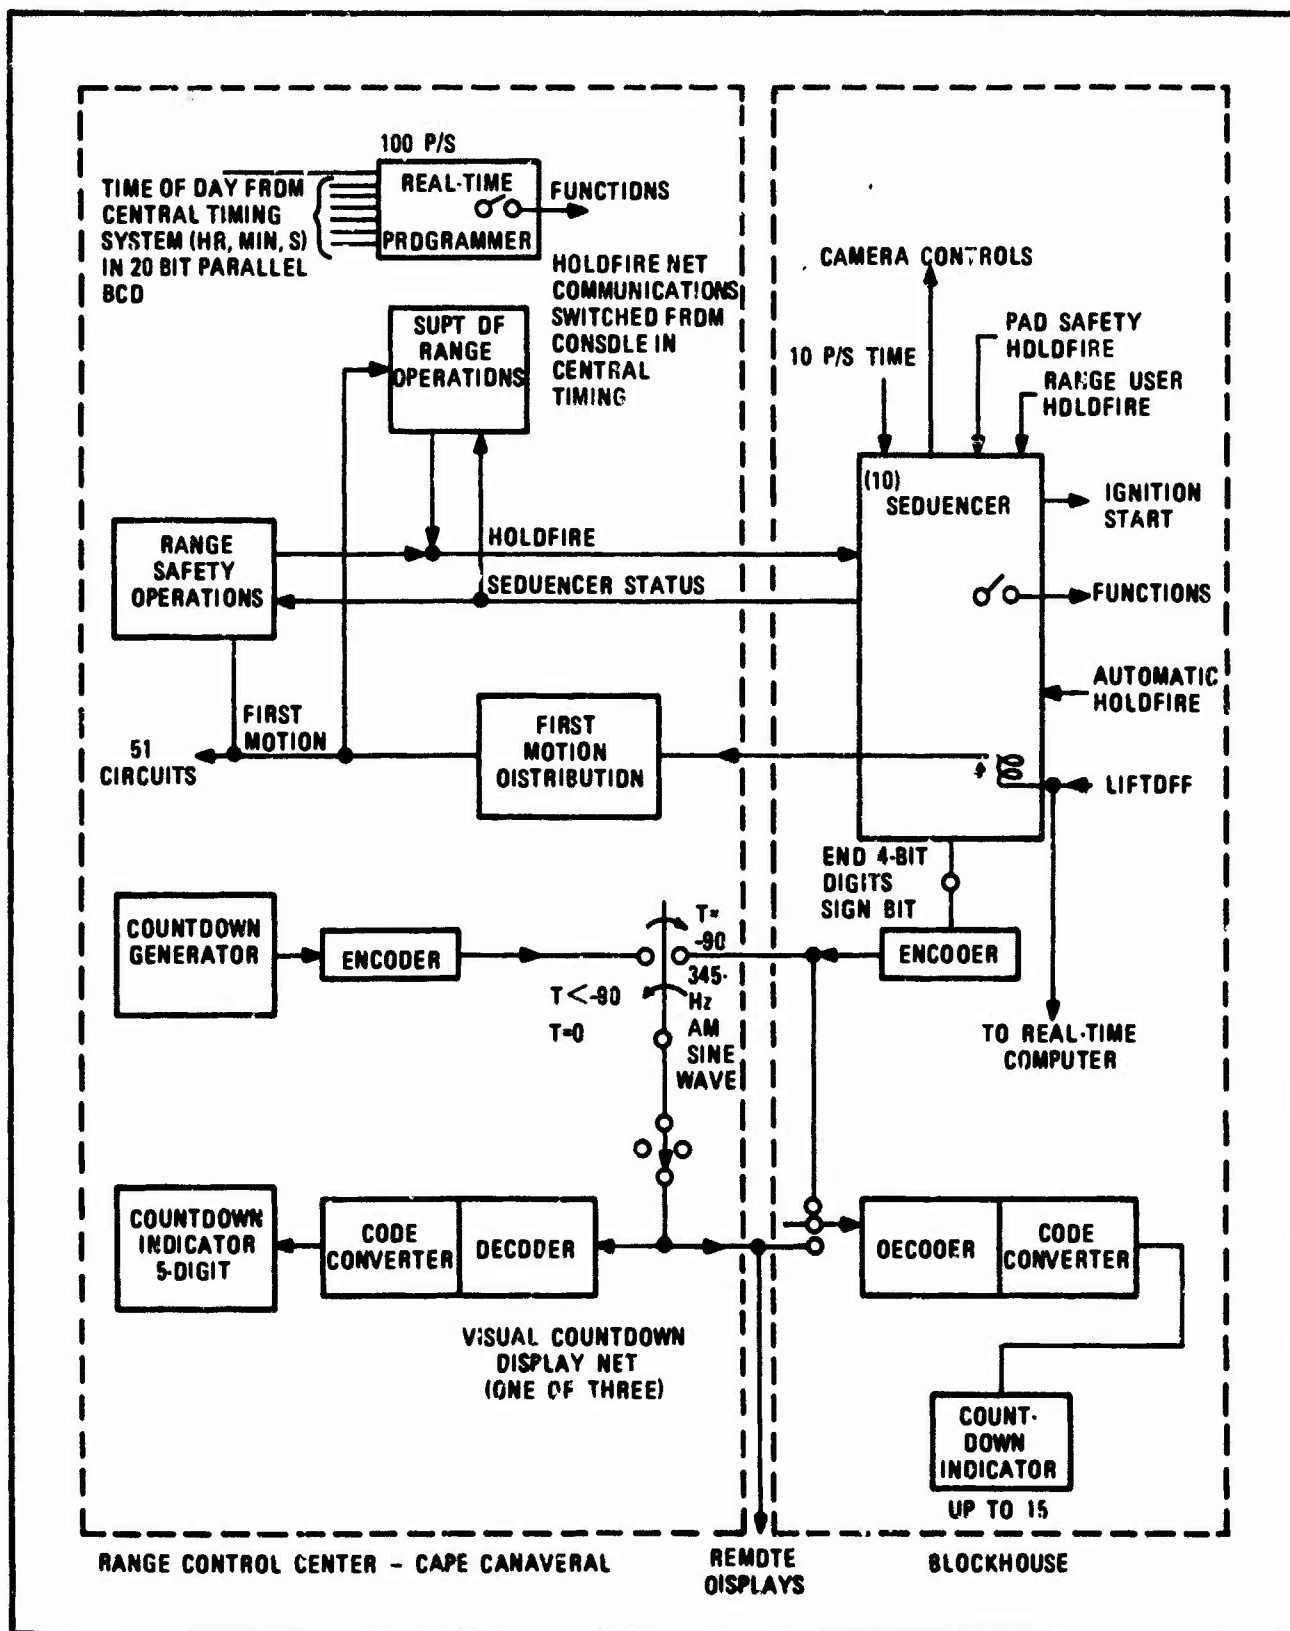 100 P/S
TIME OF DAY FROM
CENTRAL TIMING
SYSTEM (HR, MIN, S)
IN 20 BIT PARALLEL
BCD
REAL-TIME
PROGRAMMER
FUNCTIONS
HOLDFIRE NET
COMMUNICATIONS
SWITCHED FROM
CONSOLE IN
CENTRAL
TIMING
SUPT OF
RANGE
OPERATIONS
CAMERA CONTROLS
10 P/S TIME
PAD SAFETY
HOLDFIRE
RANGE USER
HOLDFIRE
(10)
SEQUENCER
IGNITION
START
FUNCTIONS
AUTOMATIC
HOLDFIRE
LIFTOFF
RANGE
SAFETY
OPERATIONS
HOLDFIRE
SEQUENCER STATUS
FIRST
MOTION
51
CIRCUITS
FIRST
MOTION
DISTRIBUTION
END 4-BIT
DIGITS
SIGN BIT
ENCODER
TO REAL-TIME
COMPUTER
COUNTDOWN
GENERATOR
ENCODER
T=
-90
T<-90
T=0
345-
Hz
AM
SINE
WAVE
COUNTDOWN
INDICATOR
5-DIGIT
CODE
CONVERTER
DECODER
DECODER
CODE
CONVERTER
VISUAL COUNTDOWN
DISPLAY NET
(ONE OF THREE)
COUNT-
DOWN
INDICATOR
UP TO 15
RANGE CONTROL CENTER - CAPE CANAVERAL
REMOTE
DISPLAYS
BLOCKHOUSE